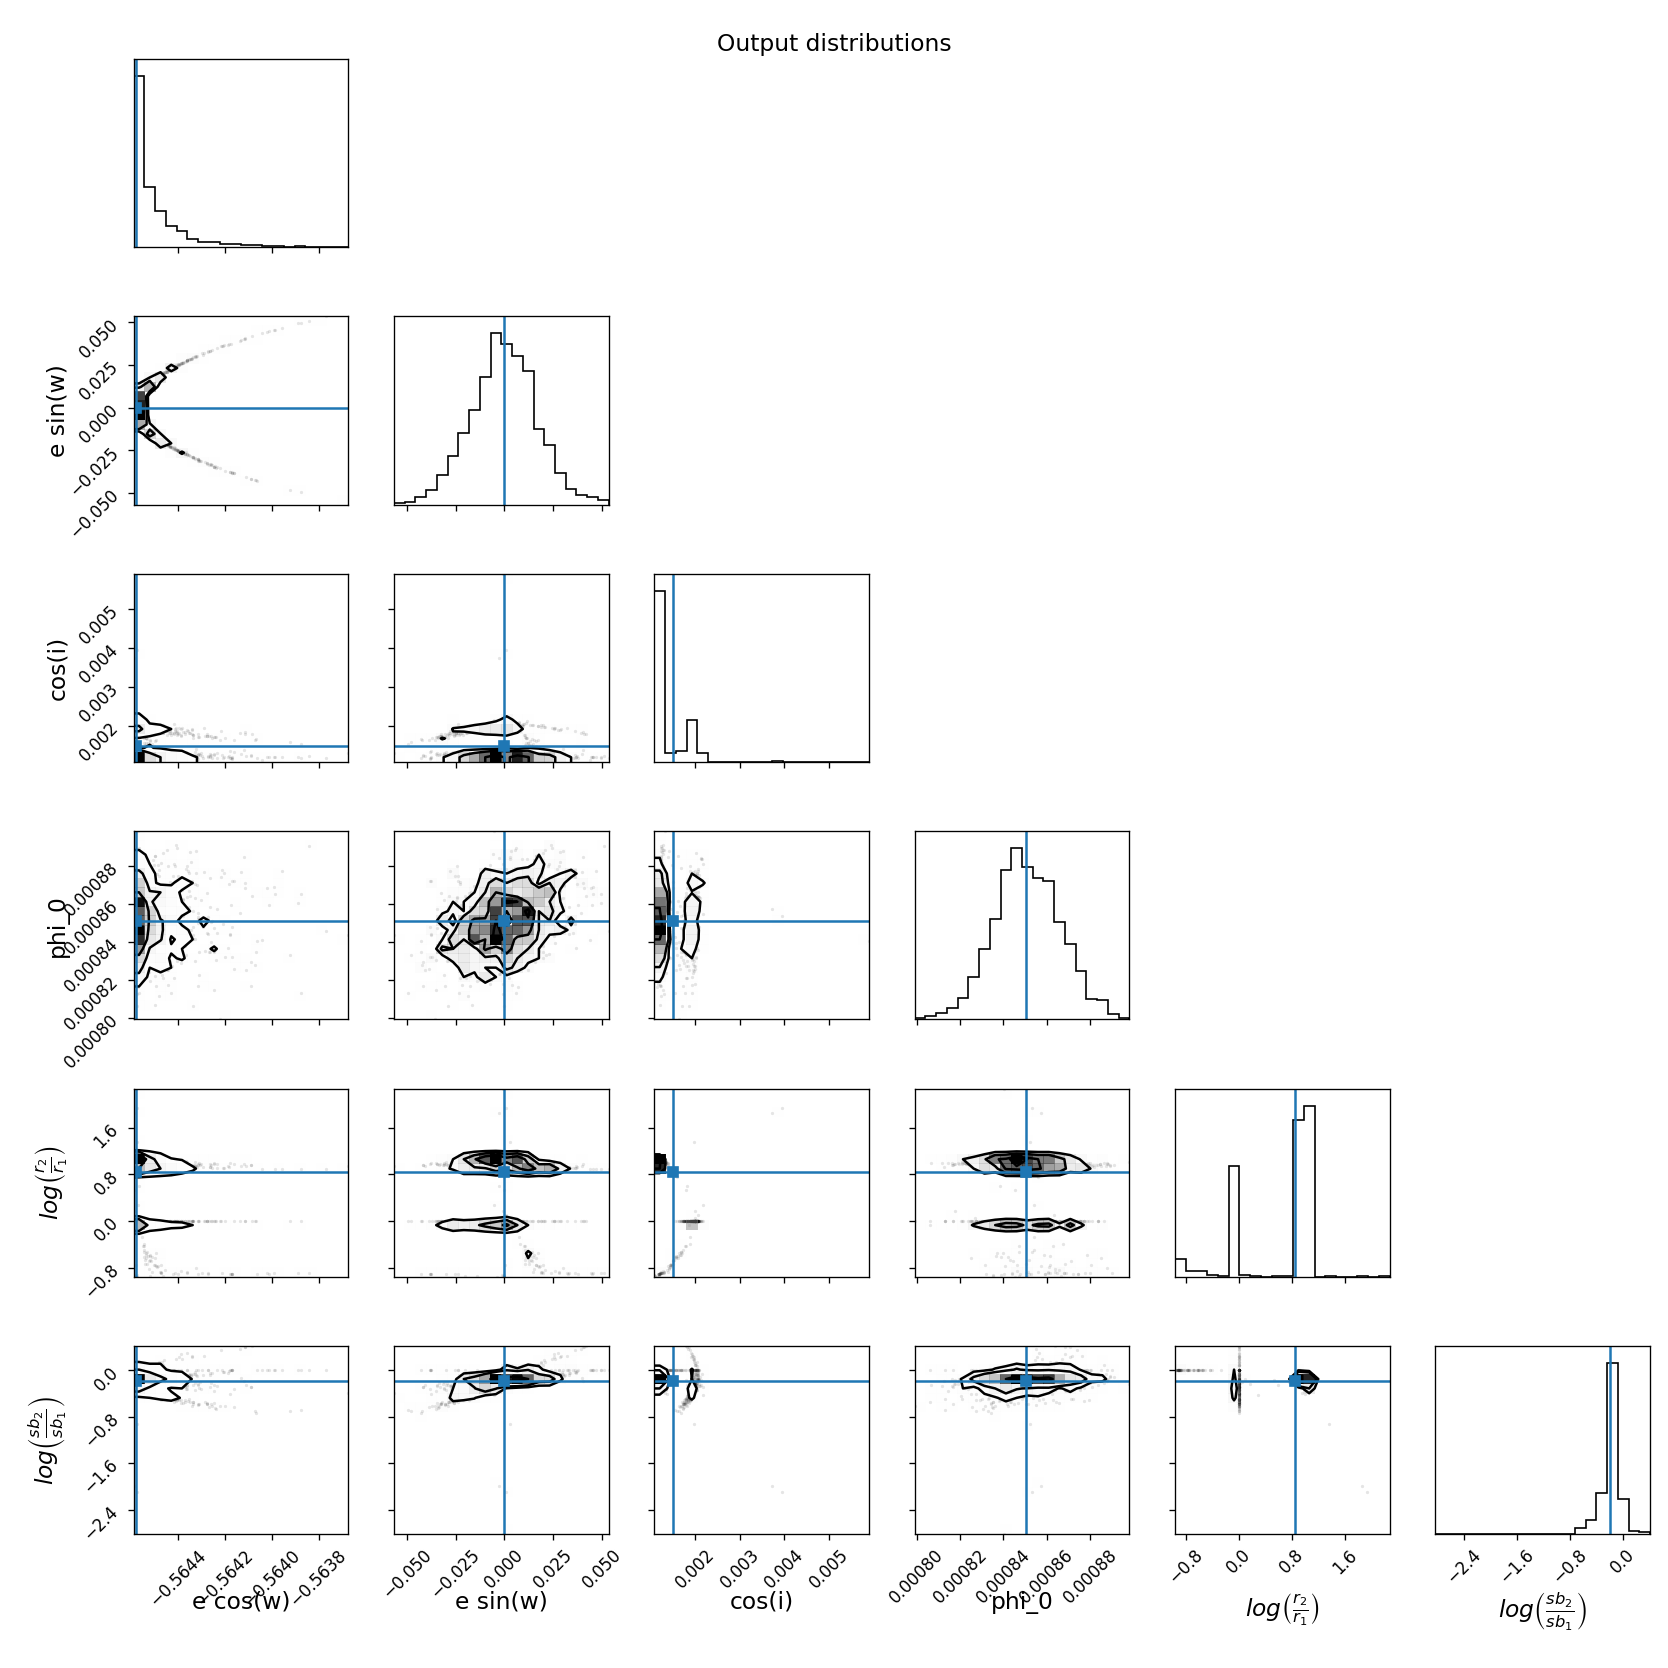 Output distributions
0.050
0.025
0.000
−0.025
−0.050
e sin(w)
0.005
0.004
0.003
0.002
cos(i)
0.00088
0.00086
0.00084
0.00082
0.00080
phi_0
1.6
0.8
0.0
−0.8
log(r2/r1)
0.0
−0.8
−1.6
−2.4
log(sb2/sb1)
−0.5644 −0.5642 −0.5640 −0.5638 −0.050 −0.025 0.000 0.025 0.050 0.002 0.003 0.004 0.005 0.00080 0.00082 0.00084 0.00086 0.00088 −0.8 0.0 0.8 1.6 −2.4 −1.6 −0.8 0.0
e cos(w) e sin(w) cos(i) phi_0 log(r2/r1) log(sb2/sb1)